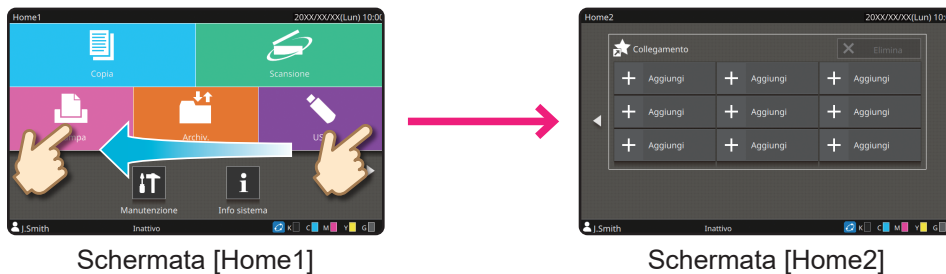 Home1 20XX/XX/XX(Lun) 10:00
Copia
Scansione
Archiv.
Manutenzione
Info sistema
J.Smith Inattivo K C M Y G
Schermata [Home1]
Home2 20XX/XX/XX(Lun) 10:
Collegamento Elimina
Aggiungi Aggiungi Aggiungi
Aggiungi Aggiungi Aggiungi
Aggiungi Aggiungi Aggiungi
J.Smith Inattivo K C M Y G
Schermata [Home2]